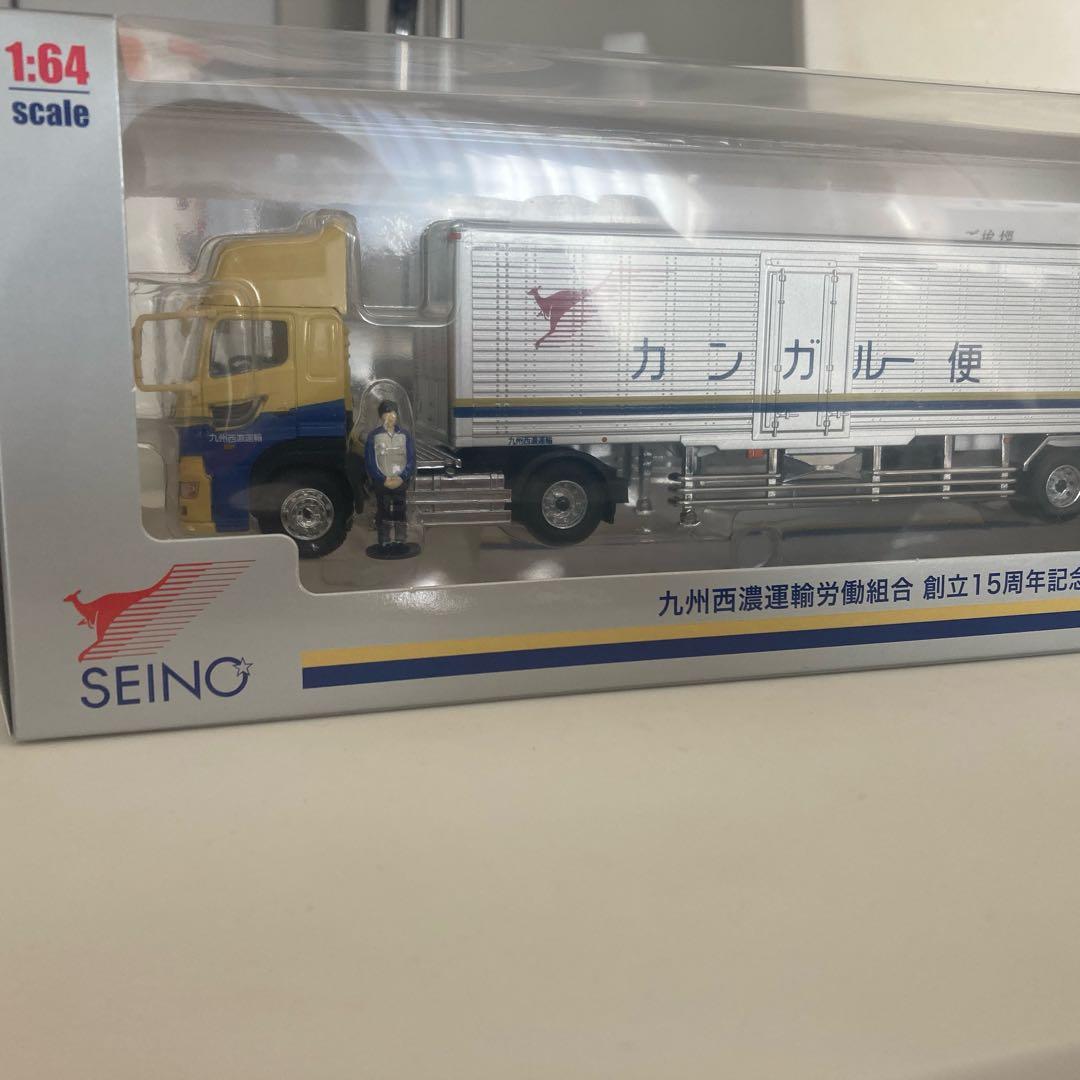 1:64
scale
カンガルー便
九州西濃運輸
九州西濃運輸
九州西濃運輸労働組合 創立15周年記念
SEINO